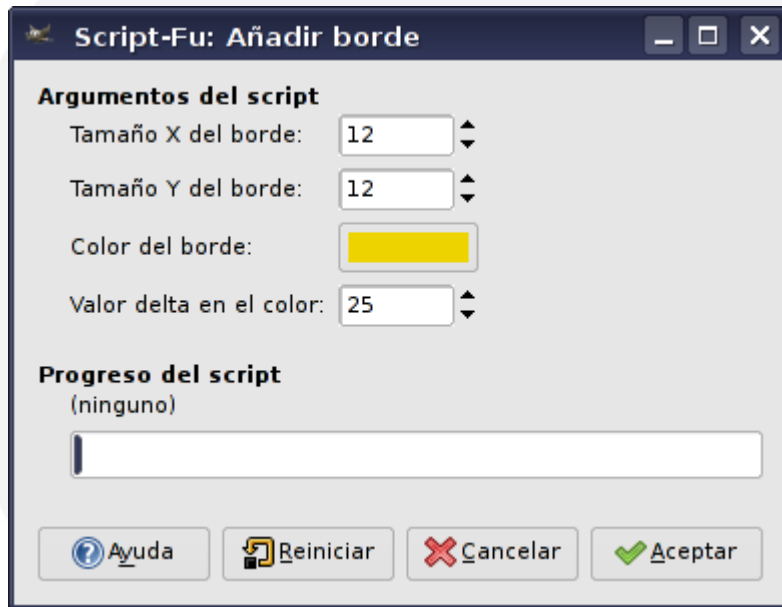 Script-Fu: Añadir borde
Argumentos del script
Tamaño X del borde: 12
Tamaño Y del borde: 12
Color del borde:
Valor delta en el color: 25
Progreso del script
(ninguno)
Ayuda Reiniciar Cancelar Aceptar